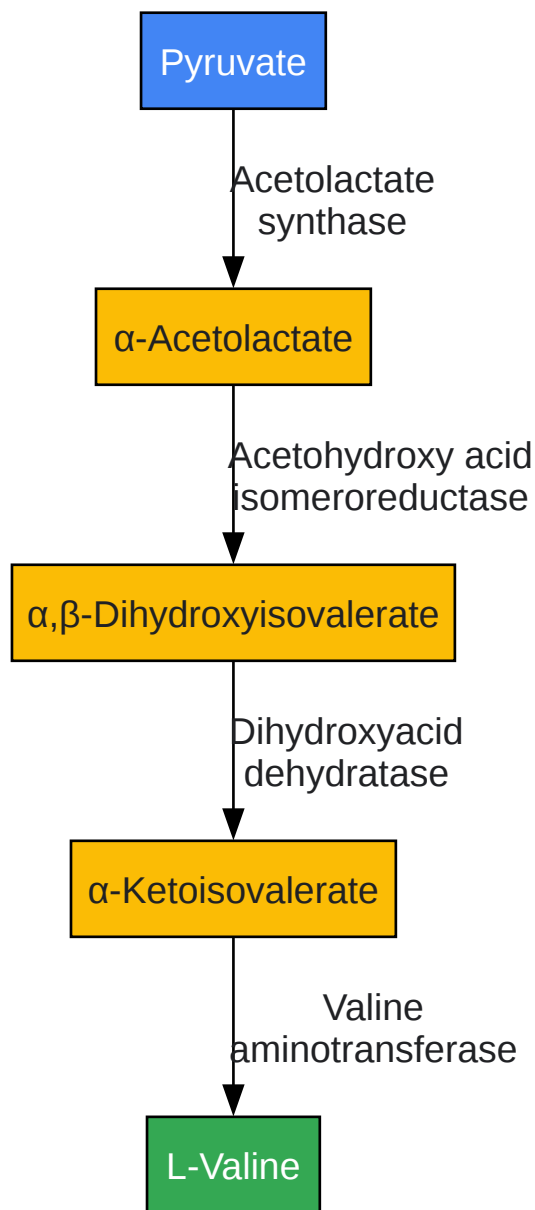 Pyruvate
Acetolactate
synthase
α-Acetolactate
Acetohydroxy acid
isomeroreductase
α,β-Dihydroxyisovalerate
Dihydroxyacid
dehydratase
α-Ketoisovalerate
Valine
aminotransferase
L-Valine